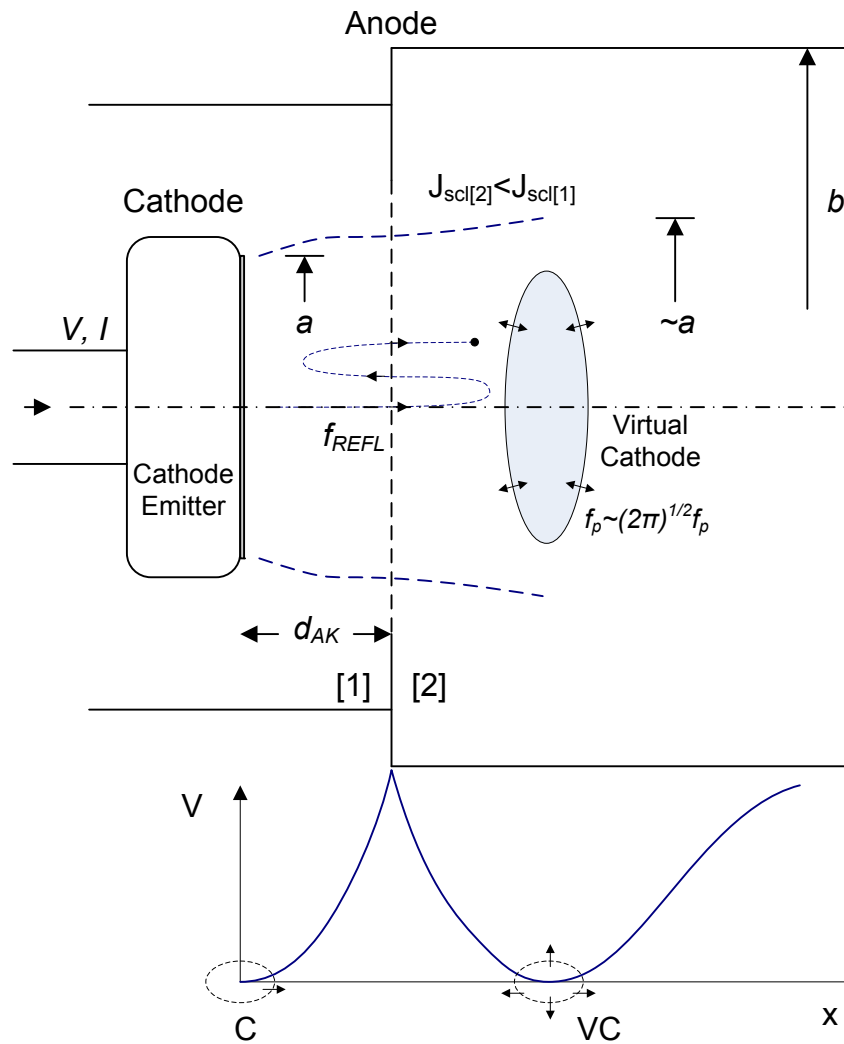 Anode
J_scl[2]<J_scl[1]
Cathode
b
a
~a
V, I
f_REFL
Virtual
Cathode
Cathode
Emitter
f_p~(2π)^1/2 f_p
d_AK
[1]
[2]
V
C
VC
x